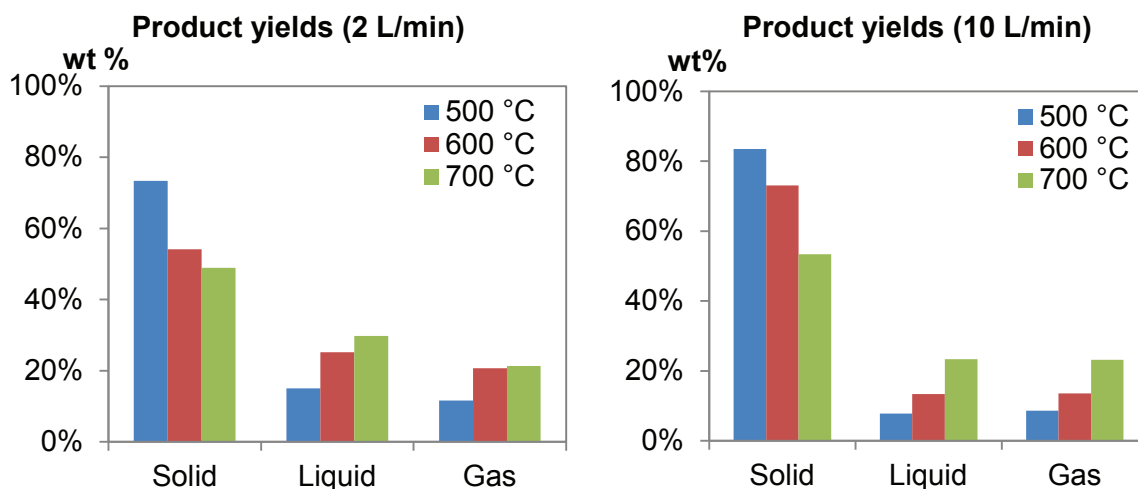 Product yields (2 L/min)
wt %
100%
80%
60%
40%
20%
0%
500 °C
600 °C
700 °C
Solid Liquid Gas
Product yields (10 L/min)
wt%
100%
80%
60%
40%
20%
0%
500 °C
600 °C
700 °C
Solid Liquid Gas